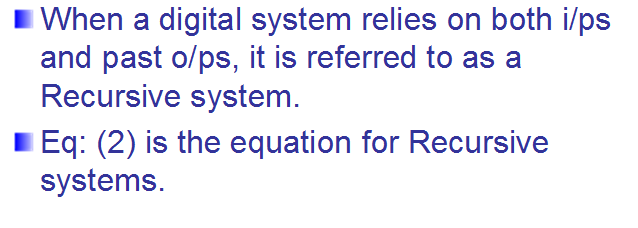 When a digital system relies on both i/ps
and past o/ps, it is referred to as a
Recursive system.
Eq: (2) is the equation for Recursive
systems.